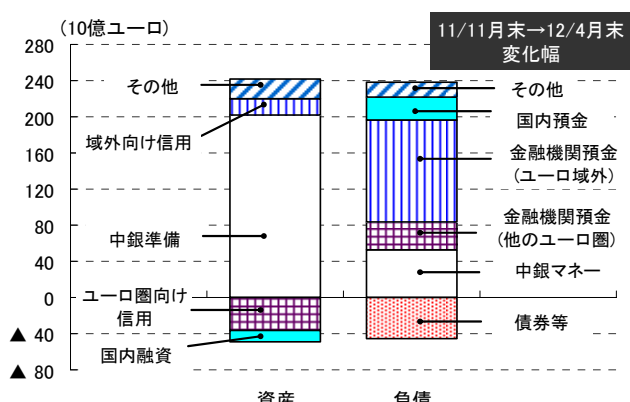 (10億ユーロ)
11/11月末→12/4月末
変化幅
280
240
200
160
120
80
40
0
▲ 40
▲ 80
その他
域外向け信用
中銀準備
ユーロ圏向け
信用
国内融資
その他
国内預金
金融機関預金
(ユーロ域外)
金融機関預金
(他のユーロ圏)
中銀マネー
債券等
資産
負債